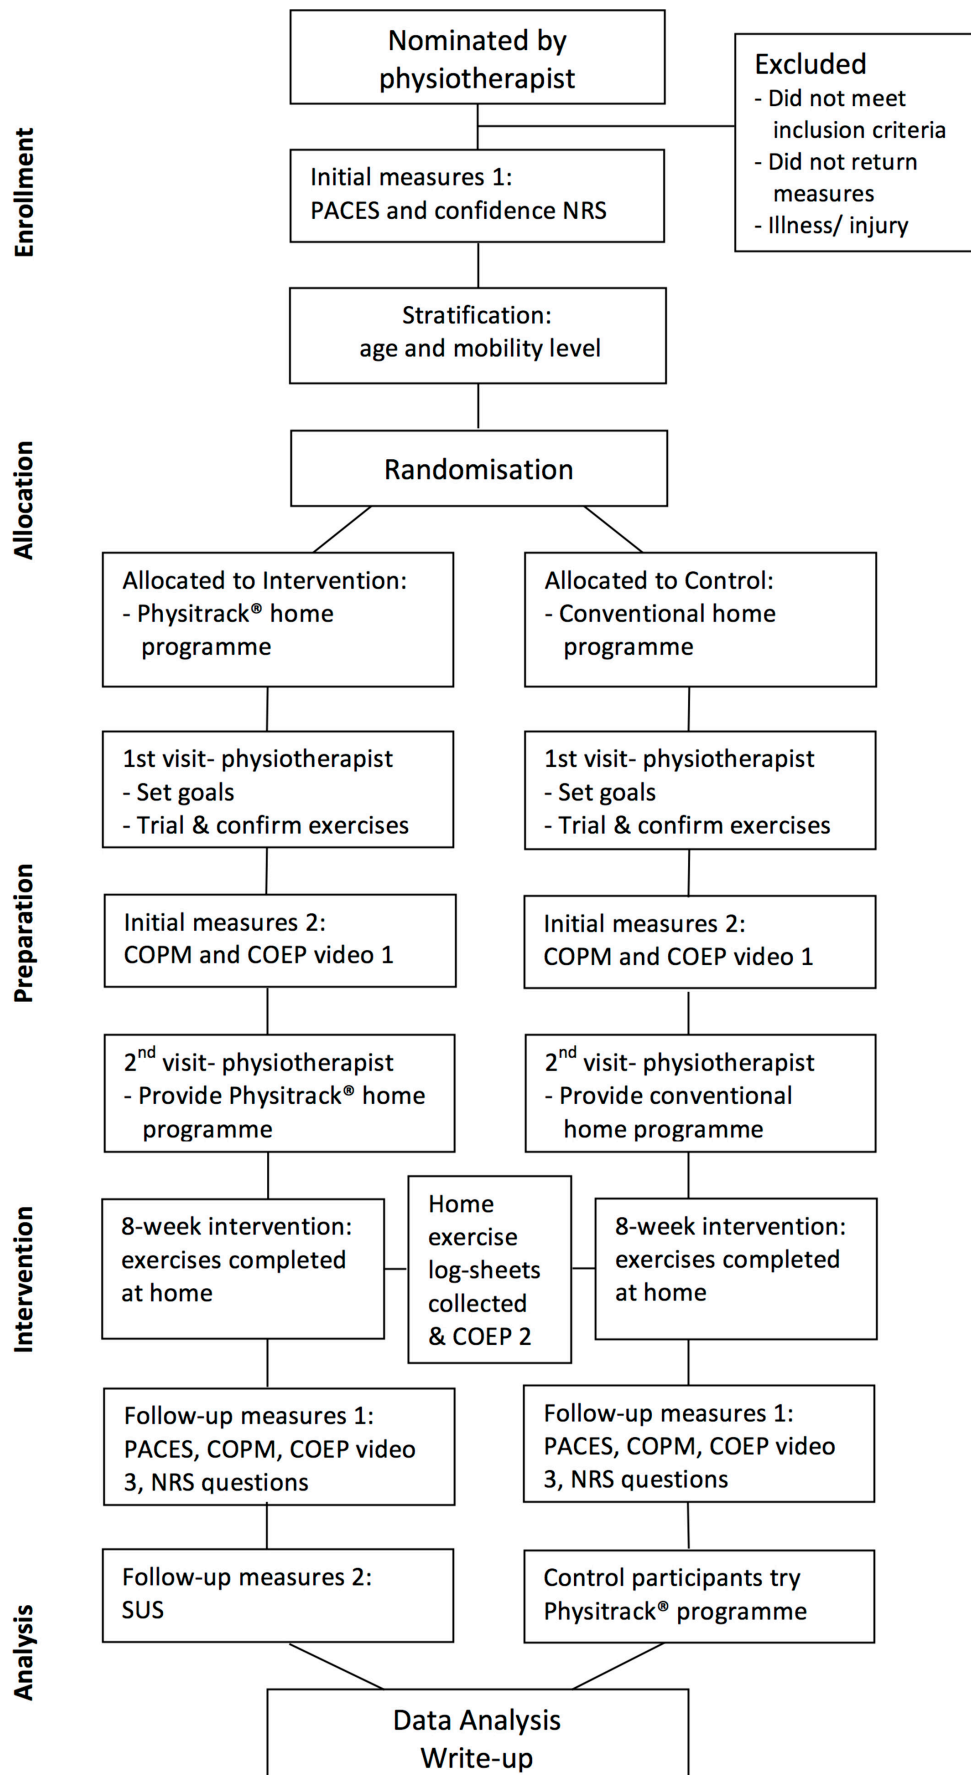 Nominated by
physiotherapist
Excluded
- Did not meet
inclusion criteria
- Did not return
measures
- Illness/ injury
Enrollment
Initial measures 1:
PACES and confidence NRS
Stratification:
age and mobility level
Allocation
Randomisation
Allocated to Intervention:
- Physitrack® home
programme
Allocated to Control:
- Conventional home
programme
Preparation
1st visit- physiotherapist
- Set goals
- Trial & confirm exercises
1st visit- physiotherapist
- Set goals
- Trial & confirm exercises
Initial measures 2:
COPM and COEP video 1
Initial measures 2:
COPM and COEP video 1
2nd visit- physiotherapist
- Provide Physitrack® home
programme
2nd visit- physiotherapist
- Provide conventional
home programme
Intervention
8-week intervention:
exercises completed
at home
Home
exercise
log-sheets
collected
& COEP 2
8-week intervention:
exercises completed
at home
Follow-up measures 1:
PACES, COPM, COEP video
3, NRS questions
Follow-up measures 1:
PACES, COPM, COEP video
3, NRS questions
Analysis
Follow-up measures 2:
SUS
Control participants try
Physitrack® programme
Data Analysis
Write-up